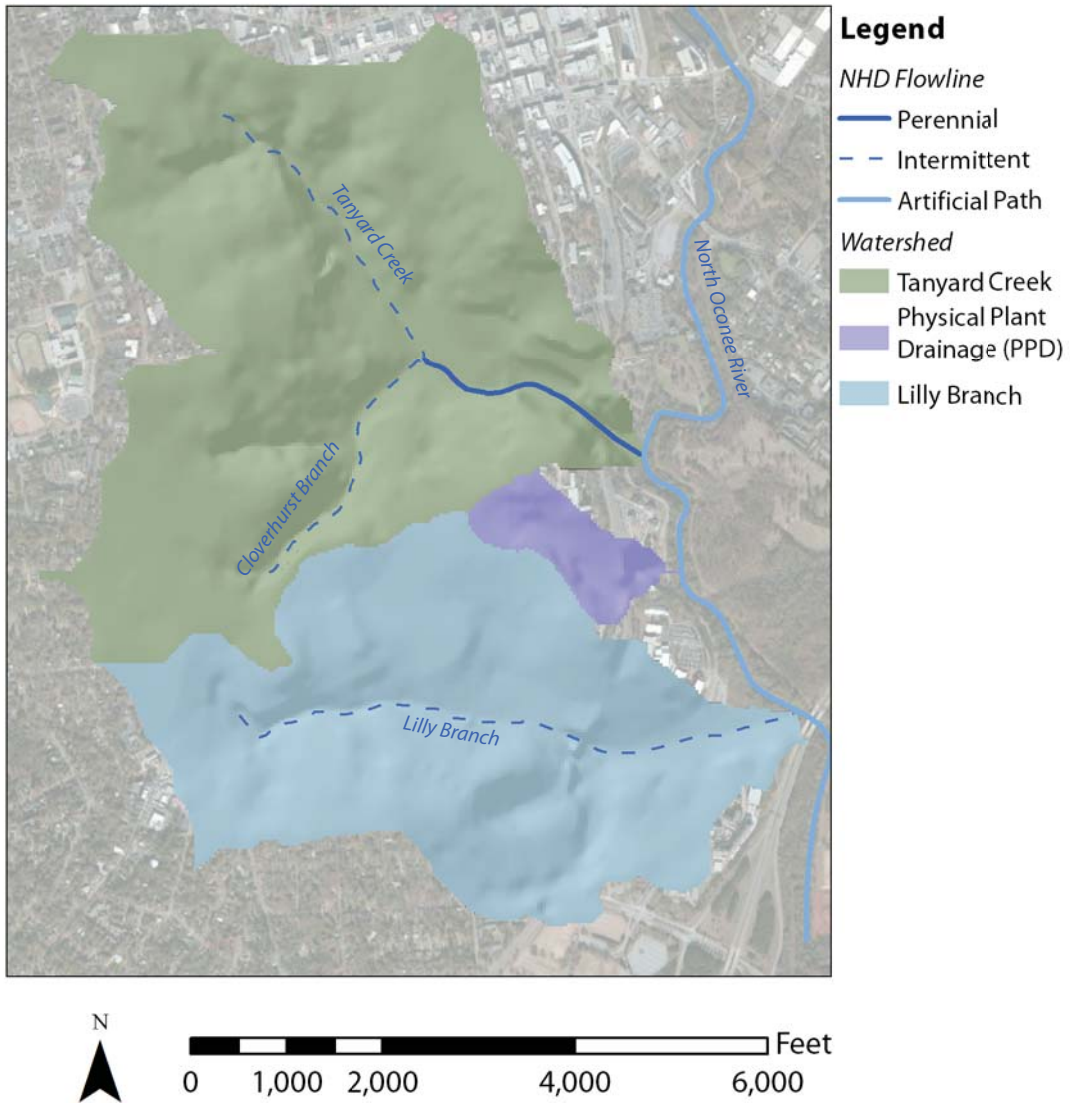 Legend
NHD Flowline
Perennial
Intermittent
Artificial Path
Watershed
Tanyard Creek
Physical Plant
Drainage (PPD)
Lilly Branch
Tanyard Creek
North Oconee River
Cloverhurst Branch
Lilly Branch
N
Feet
0 1,000 2,000 4,000 6,000